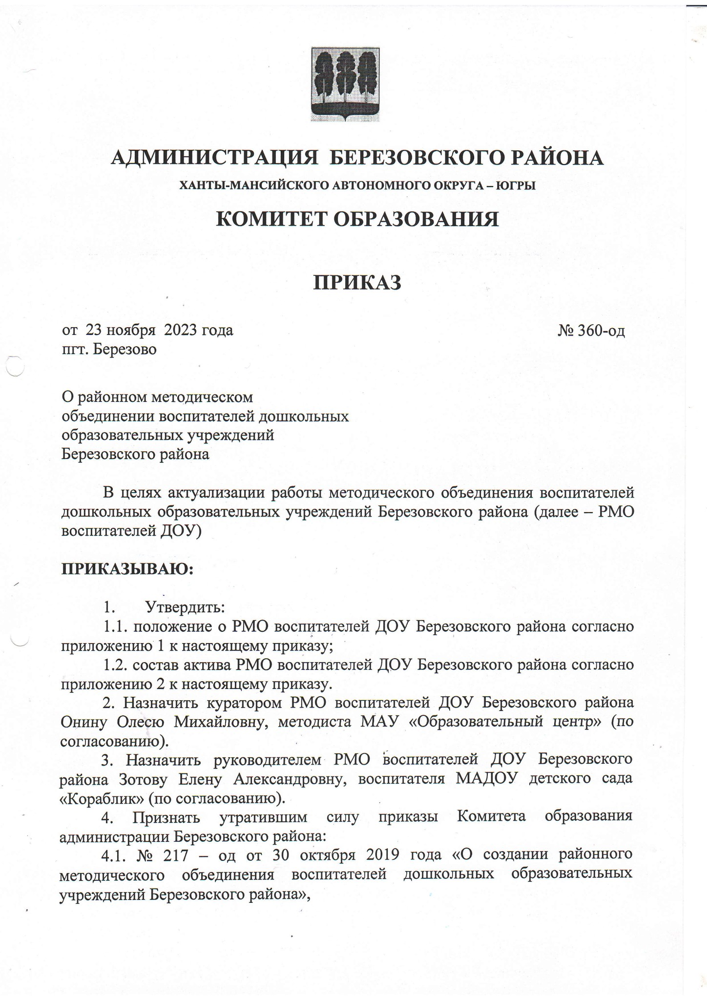 АДМИНИСТРАЦИЯ БЕРЕЗОВСКОГО РАЙОНА
ХАНТЫ-МАНСИЙСКОГО АВТОНОМНОГО ОКРУГА – ЮГРЫ
КОМИТЕТ ОБРАЗОВАНИЯ
ПРИКАЗ
от 23 ноября 2023 года № 360-од
пгт. Березово
О районном методическом
объединении воспитателей дошкольных
образовательных учреждений
Березовского района
В целях актуализации работы методического объединения воспитателей
дошкольных образовательных учреждений Березовского района (далее – РМО
воспитателей ДОУ)
ПРИКАЗЫВАЮ:
1. Утвердить:
1.1. положение о РМО воспитателей ДОУ Березовского района согласно
приложению 1 к настоящему приказу;
1.2. состав актива РМО воспитателей ДОУ Березовского района согласно
приложению 2 к настоящему приказу.
2. Назначить куратором РМО воспитателей ДОУ Березовского района
Онину Олесю Михайловну, методиста МАУ «Образовательный центр» (по
согласованию).
3. Назначить руководителем РМО воспитателей ДОУ Березовского
района Зотову Елену Александровну, воспитателя МАДОУ детского сада
«Кораблик» (по согласованию).
4. Признать утратившим силу приказы Комитета образования
администрации Березовского района:
4.1. № 217 – од от 30 октября 2019 года «О создании районного
методического объединения воспитателей дошкольных образовательных
учреждений Березовского района»,